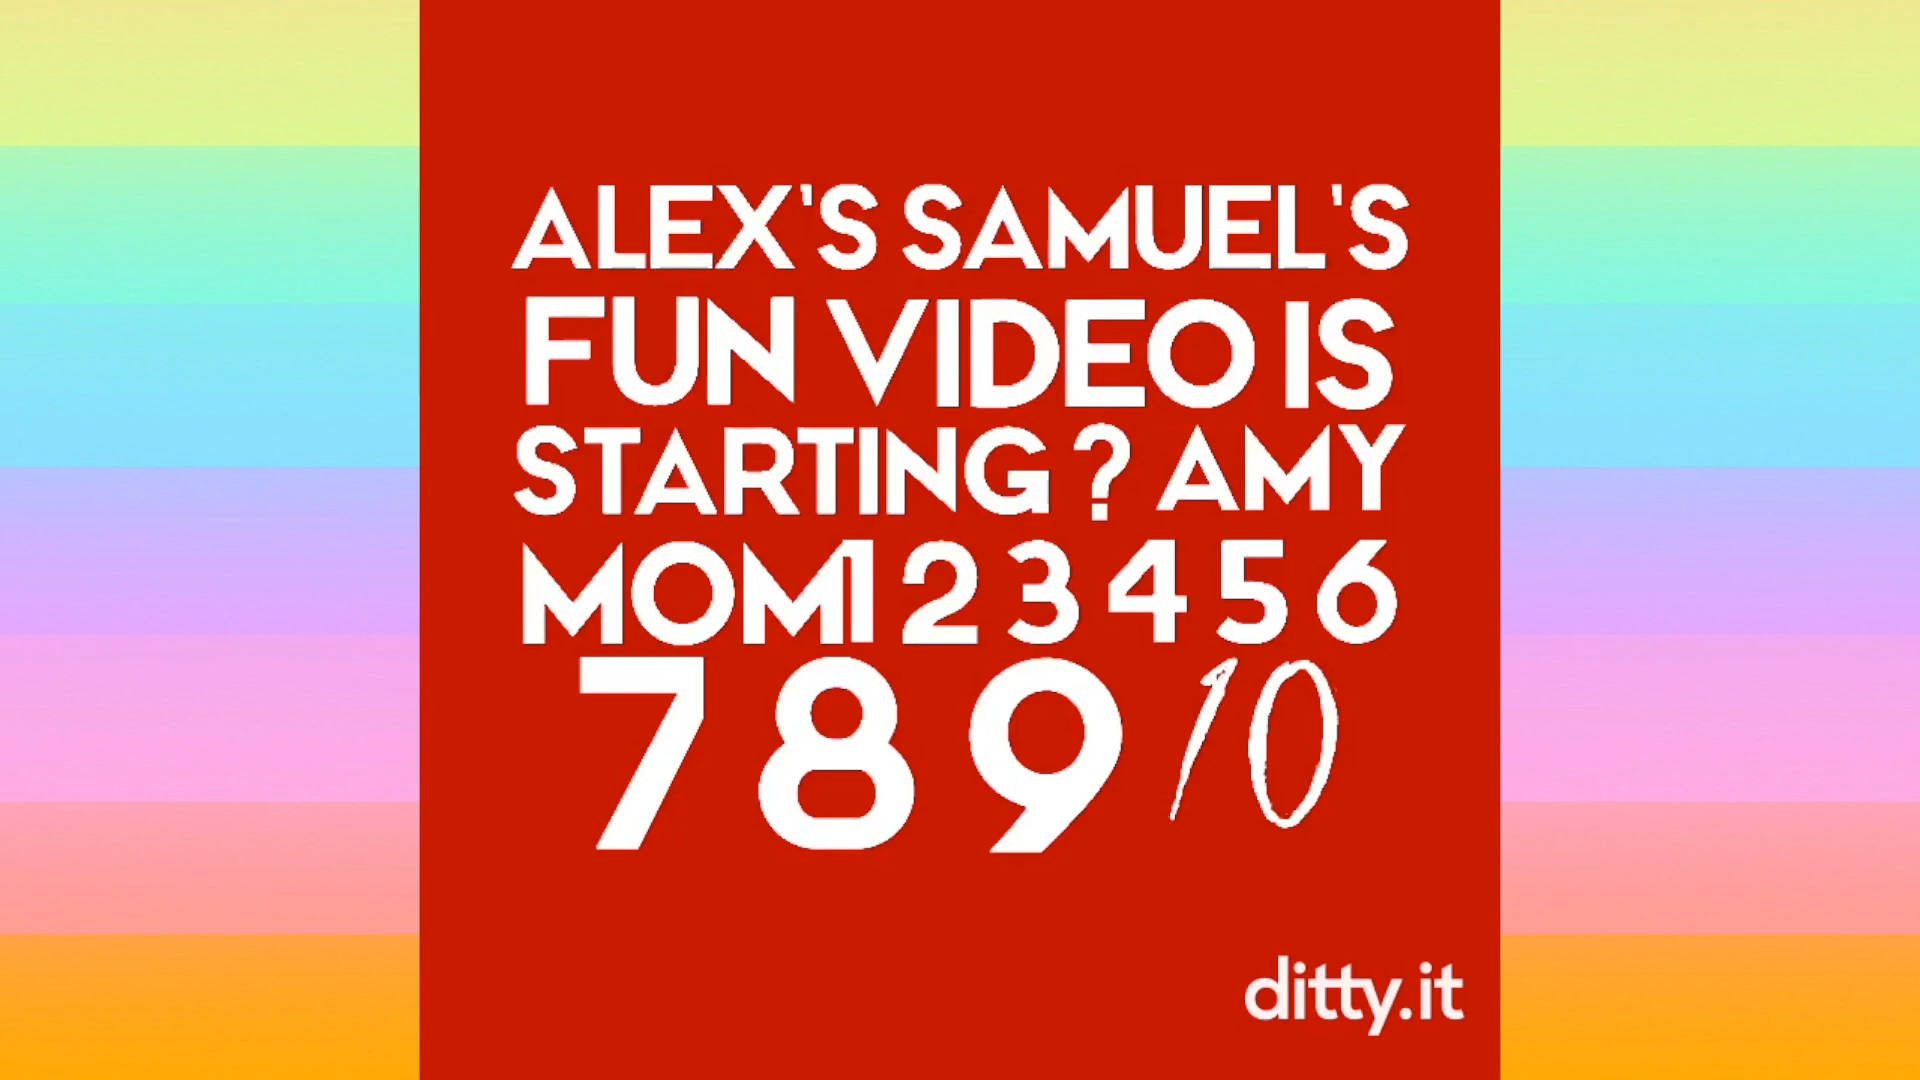 ALEX'S SAMUEL'S
FUN VIDEO IS
STARTING ? AMY
MOM1 2 3 4 5 6
7 8 9 10
ditty.it